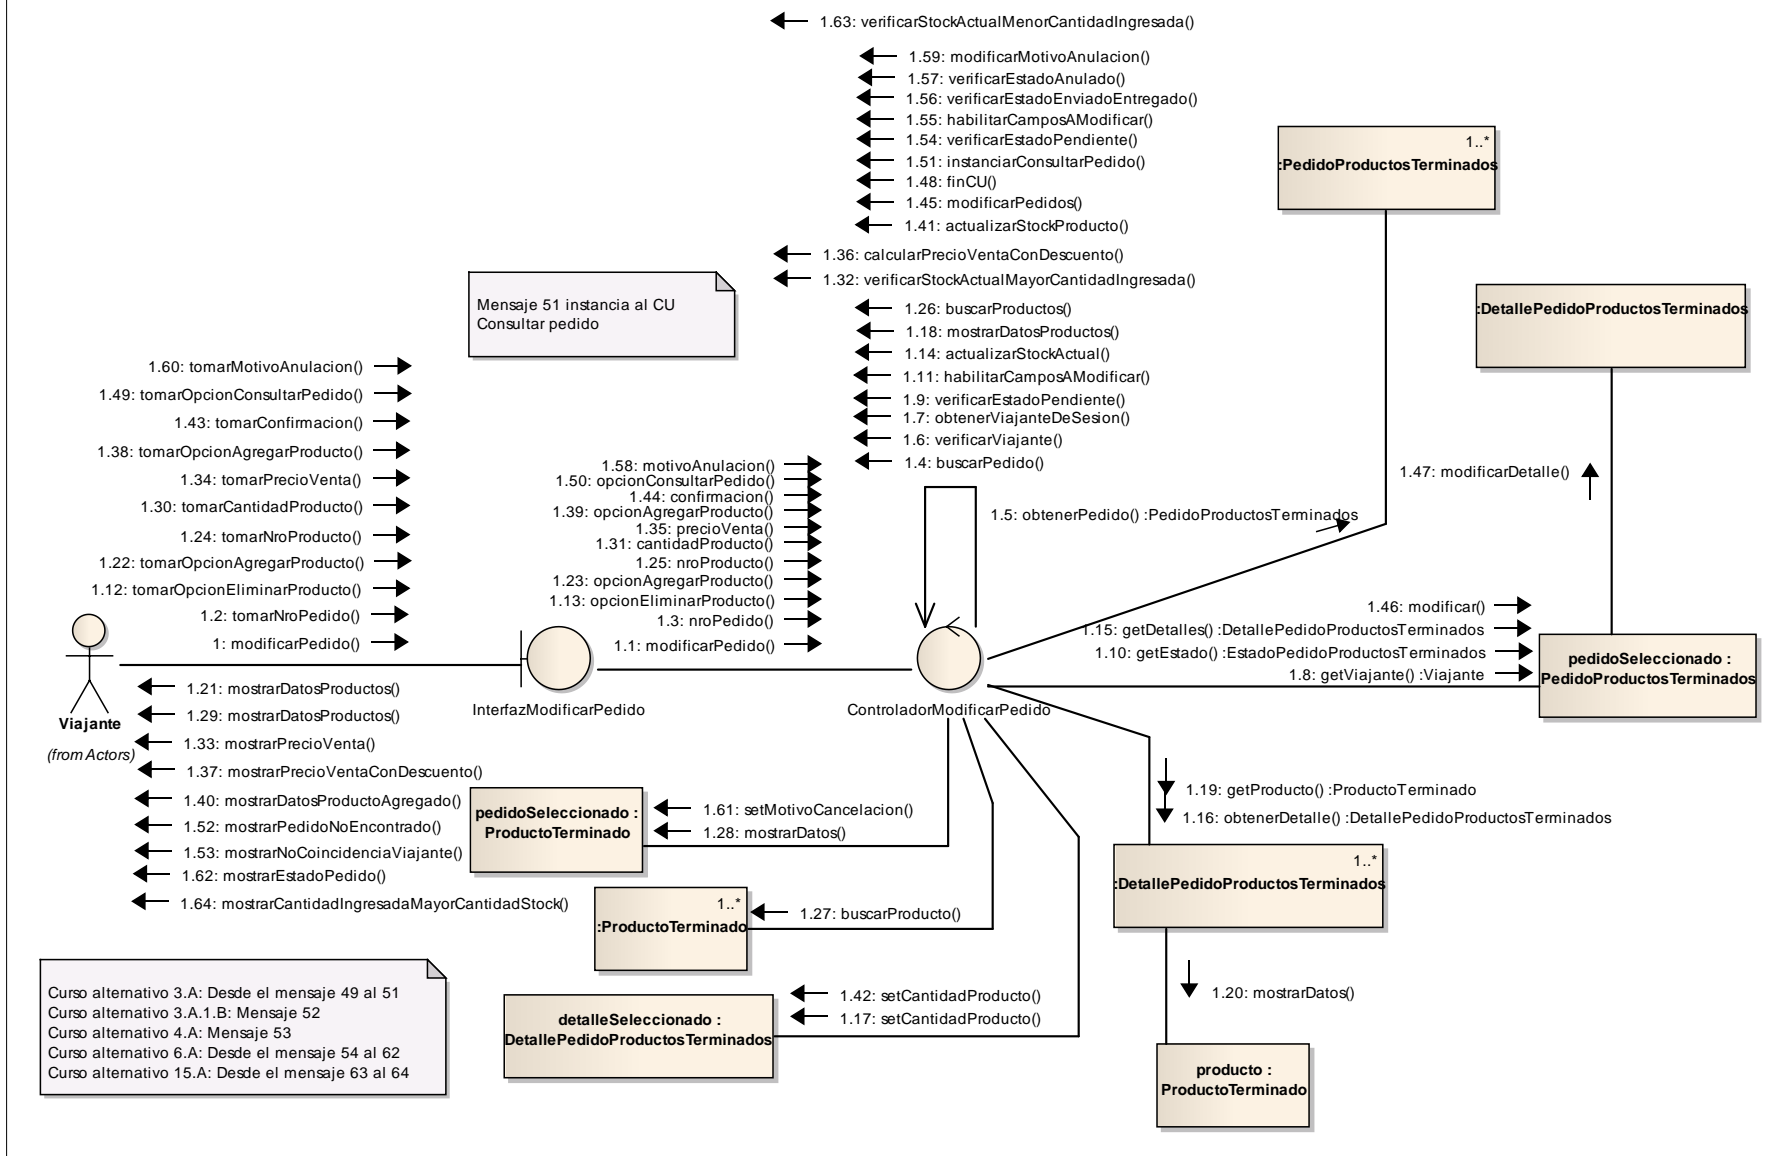 1.63: verificarStockActualMenorCantidadIngresada()
1.59: modificarMotivoAnulacion()
1.57: verificarEstadoAnulado()
1.56: verificarEstadoEnviadoEntregado()
1.55: habilitarCamposAModificar()
1.54: verificarEstadoPendiente()
1.51: instanciarConsultarPedido()
1.48: finCU()
1.45: modificarPedidos()
1.41: actualizarStockProducto()
1.36: calcularPrecioVentaConDescuento()
1.32: verificarStockActualMayorCantidadIngresada()
1.26: buscarProductos()
1.18: mostrarDatosProductos()
1.14: actualizarStockActual()
1.11: habilitarCamposAModificar()
1.9: verificarEstadoPendiente()
1.7: obtenerViajanteDeSesion()
1.6: verificarViajante()
1.4: buscarPedido()
1..*
:PedidoProductosTerminados
:DetallePedidoProductosTerminados
Mensaje 51 instancia al CU
Consultar pedido
1.60: tomarMotivoAnulacion()
1.49: tomarOpcionConsultarPedido()
1.43: tomarConfirmacion()
1.38: tomarOpcionAgregarProducto()
1.34: tomarPrecioVenta()
1.30: tomarCantidadProducto()
1.24: tomarNroProducto()
1.22: tomarOpcionAgregarProducto()
1.12: tomarOpcionEliminarProducto()
1.2: tomarNroPedido()
1: modificarPedido()
1.58: motivoAnulacion()
1.50: opcionConsultarPedido()
1.44: confirmacion()
1.39: opcionAgregarProducto()
1.35: precioVenta()
1.31: cantidadProducto()
1.25: nroProducto()
1.23: opcionAgregarProducto()
1.13: opcionEliminarProducto()
1.3: nroPedido()
1.1: modificarPedido()
1.47: modificarDetalle()
1.5: obtenerPedido() :PedidoProductosTerminados
1.46: modificar()
1.15: getDetalles() :DetallePedidoProductosTerminados
1.10: getEstado() :EstadoPedidoProductosTerminados
1.8: getViajante() :Viajante
pedidoSeleccionado :
PedidoProductosTerminados
Viajante
(from Actors)
InterfazModificarPedido
ControladorModificarPedido
1.21: mostrarDatosProductos()
1.29: mostrarDatosProductos()
1.33: mostrarPrecioVenta()
1.37: mostrarPrecioVentaConDescuento()
1.40: mostrarDatosProductoAgregado()
1.52: mostrarPedidoNoEncontrado()
1.53: mostrarNoCoincidenciaViajante()
1.62: mostrarEstadoPedido()
1.64: mostrarCantidadIngresadaMayorCantidadStock()
pedidoSeleccionado :
ProductoTerminado
1.61: setMotivoCancelacion()
1.28: mostrarDatos()
1.19: getProducto() :ProductoTerminado
1.16: obtenerDetalle() :DetallePedidoProductosTerminados
1..*
:DetallePedidoProductosTerminados
1..*
:ProductoTerminado
1.27: buscarProducto()
Curso alternativo 3.A: Desde el mensaje 49 al 51
Curso alternativo 3.A.1.B: Mensaje 52
Curso alternativo 4.A: Mensaje 53
Curso alternativo 6.A: Desde el mensaje 54 al 62
Curso alternativo 15.A: Desde el mensaje 63 al 64
detalleSeleccionado :
DetallePedidoProductosTerminados
1.42: setCantidadProducto()
1.17: setCantidadProducto()
1.20: mostrarDatos()
producto :
ProductoTerminado